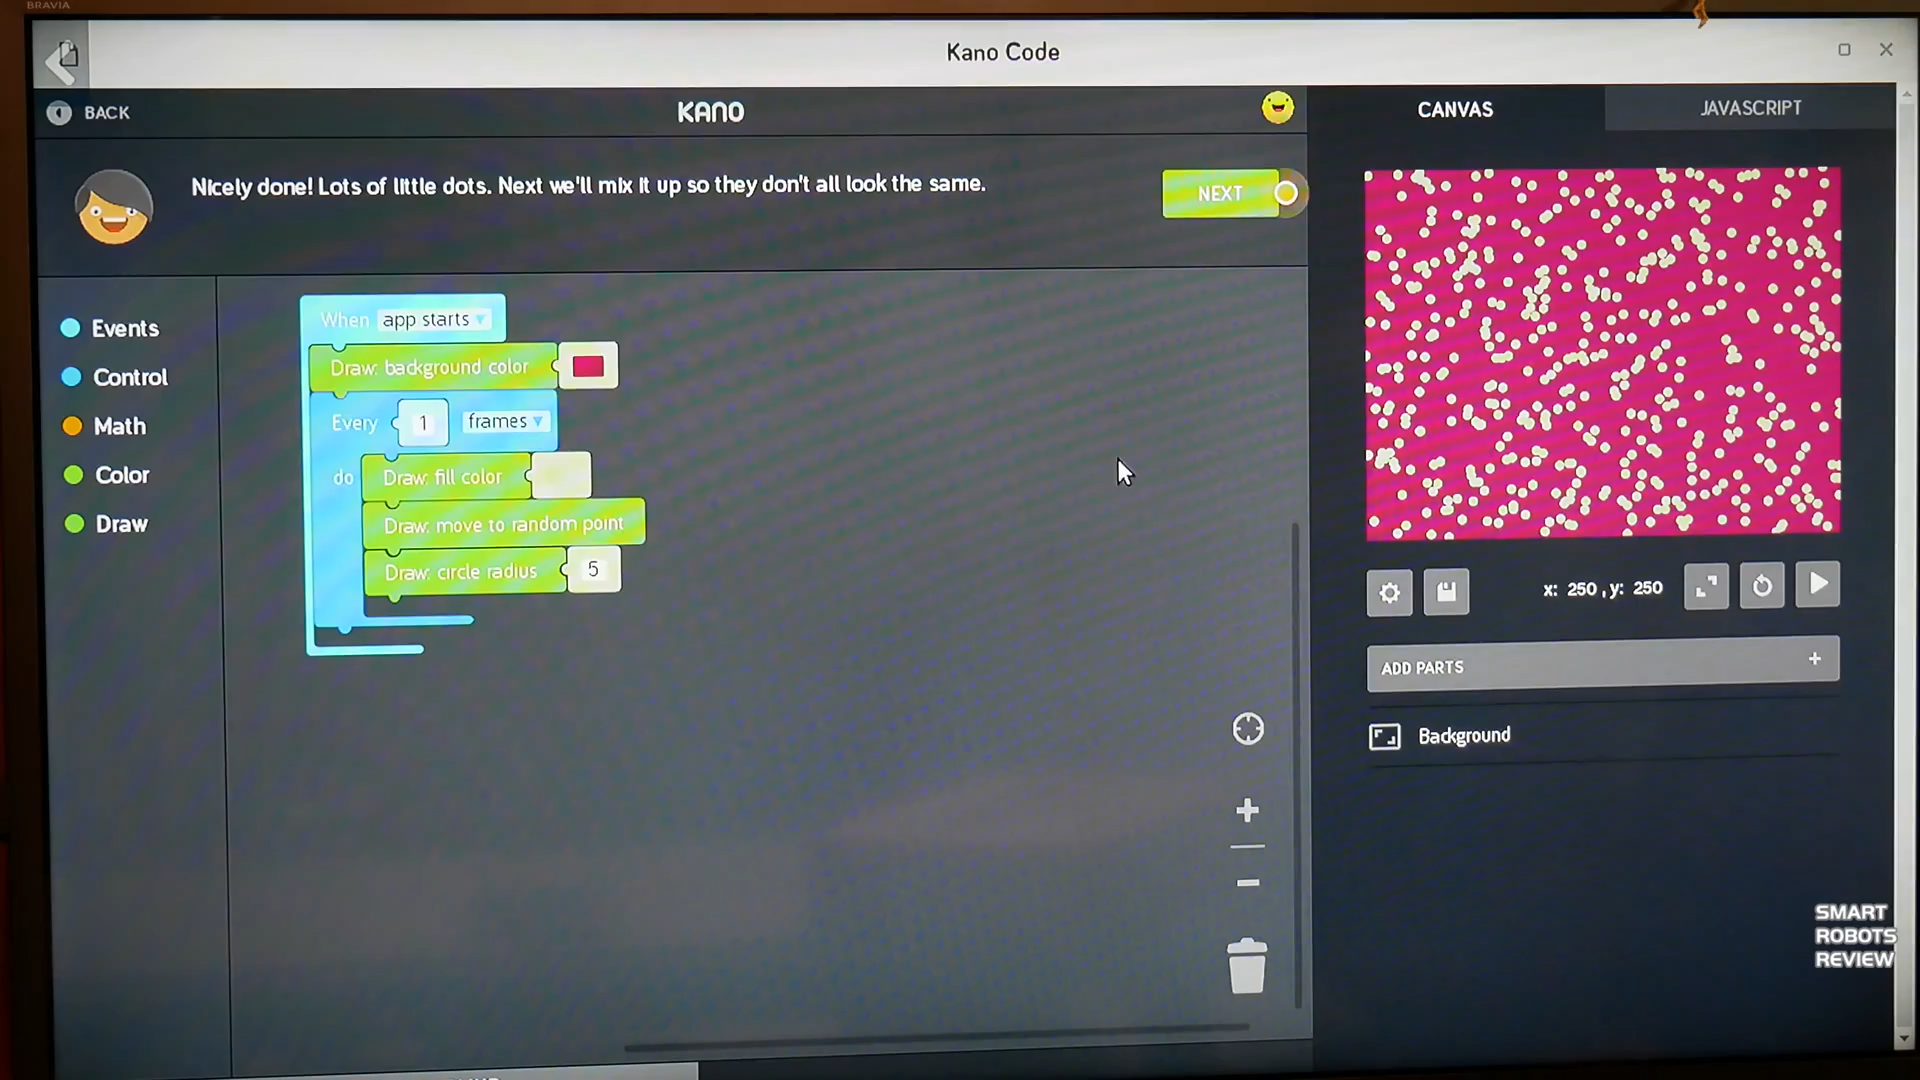 BRAVIA
Kano Code
BACK
KANO
CANVAS
JAVASCRIPT
Nicely done! Lots of little dots. Next we'll mix it up so they don't all look the same.
NEXT
Events
Control
Math
Color
Draw
When app starts
Draw: background color
Every 1 frames
do Draw: fill color
Draw: move to random point
Draw: circle radius 5
x: 250, y: 250
ADD PARTS +
Background
SMART
ROBOTS
REVIEW